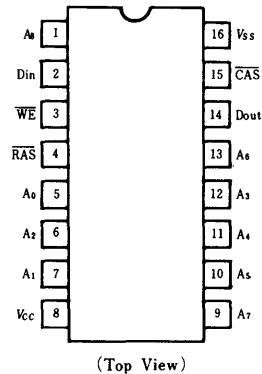 A8 1 16 Vss
Din 2 15 CAS
WE 3 14 Dout
RAS 4 13 A6
A0 5 12 A3
A2 6 11 A4
A1 7 10 A5
Vcc 8 9 A7
(Top View)